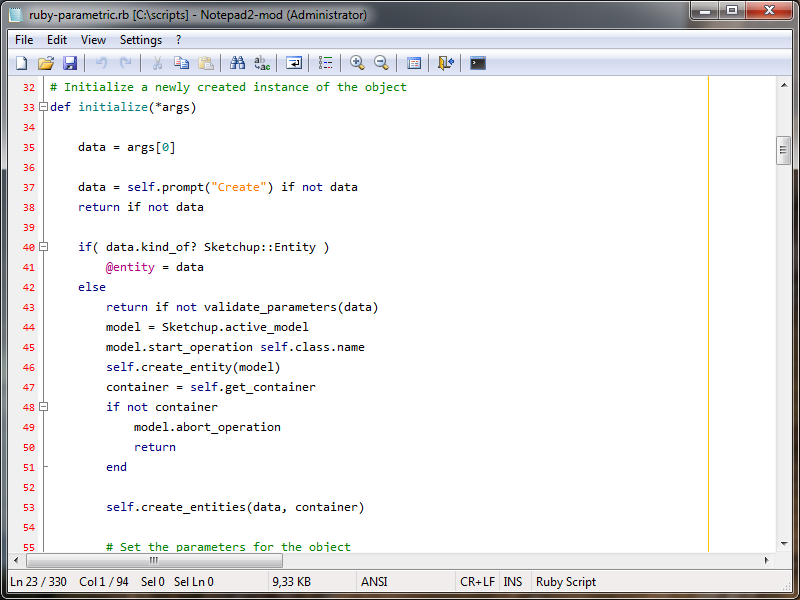 ruby-parametric.rb [C:\scripts] - Notepad2-mod (Administrator)
File Edit View Settings ?
32 # Initialize a newly created instance of the object
33 def initialize(*args)
34
35 data = args[0]
36
37 data = self.prompt("Create") if not data
38 return if not data
39
40 if( data.kind_of? Sketchup::Entity )
41 @entity = data
42 else
43 return if not validate_parameters(data)
44 model = Sketchup.active_model
45 model.start_operation self.class.name
46 self.create_entity(model)
47 container = self.get_container
48 if not container
49 model.abort_operation
50 return
51 end
52
53 self.create_entities(data, container)
54
55 # Set the parameters for the object
Ln 23 / 330 Col 1 / 94 Sel 0 Sel Ln 0 9,33 KB ANSI CR+LF INS Ruby Script